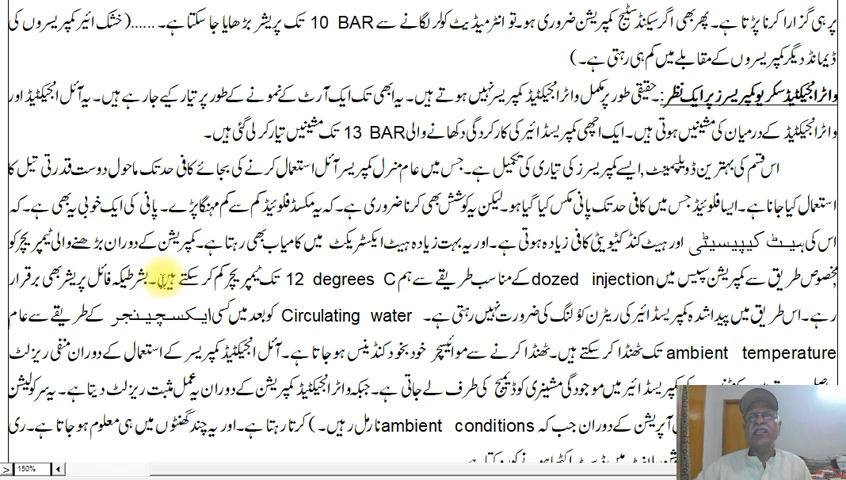 پر ہی گزارا کرنا پڑتا ہے۔ پھر بھی اگر سیکنڈ سٹیج کمپریشن ضروری ہو۔ تو انٹرمیڈیٹ کولر لگانے سے 10 BAR تک پریشر بڑھایا جا سکتا ہے۔......(خشک ائیر کمپریسروں کی
ڈیمانڈ دیگر کمپریسروں کے مقابلے میں کم ہی رہتی ہے۔)
واٹر انجیکٹیڈ سکریو کمپریسرز پر ایک نظر:۔ حقیقی طور پر مکمل واٹر انجیکٹیڈ کمپریسر نہیں ہوتے ہیں۔ یہ ابھی تک ایک آرٹ کے نمونے کے طور پر تیار کیے جا رہے ہیں۔ یہ آئل انجیکٹیڈ اور
واٹر انجیکٹیڈ کے درمیان کی مشینیں ہوتی ہیں۔ ایک اچھی کمپریسڈ ائیر کی کارکردگی دکھانے والی 13 BAR تک مشینیں تیار کر لی گئی ہیں۔
اس قسم کی بہترین ڈویلپمینٹ ,ایسے کمپریسرز کی تیاری کی تکمیل ہے۔ جس میں عام منرل کمپریسر آئل استعمال کرنے کی بجائے کافی حد تک ماحول دوست قدرتی تیل کا
استعمال کیا جانا ہے۔ ایسا فلوئیڈ جس میں کافی حد تک پانی مکس کیا گیا ہو۔ لیکن یہ کوشش بھی کرنا ضروری ہے۔ کہ یہ مکسڈ فلوئیڈ کم سے کم مہنگا پڑے۔ پانی کی ایک خوبی یہ بھی ہے۔ کہ
اس کی ہیٹ کیپیسیٹی اور ہیٹ کنڈکٹیویٹی کافی زیادہ ہوتی ہے۔ اور یہ بہت زیادہ ہیٹ ایکسٹریکٹ میں کامیاب بھی رہتا ہے۔ کمپریشن کے دوران بڑھنے والی ٹیمپریچر کو
مخصوص طریق سے کمپریشن سپیس میں dozed injection کے مناسب طریقے سے ہم 12 degrees C تک ٹیمپریچر کم کر سکتے ہیں۔ بشرطیکہ فائل پریشر بھی برقرار
رہے۔ اس طریق میں پیدا شدہ کمپریسڈ ائیر کی ریٹرن کولنگ کی ضرورت نہیں رہتی ہے۔ Circulating water کو بعد میں کسی ایکسچینجر کے طریقے سے عام
ambient temperature تک ٹھنڈا کر سکتے ہیں۔ ٹھنڈا کرنے سے موائیسچر خود بخود کنڈینس ہو جاتا ہے۔ آئل انجیکٹیڈ کمپریسر کے استعمال کے دوران منفی ریزلٹ
کمپریسڈ ائیر میں موجودگی مشینری کو ڈیمیج کی طرف لے جاتی ہے۔ جبکہ واٹر انجیکٹیڈ کمپریشن کے دوران یہ عمل مثبت ریزلٹ دیتا ہے۔ یہ سرکولیشن
آپریشن کے دوران جب کہ ambient conditions نارمل رہیں۔) کرتا رہتا ہے۔ اور یہ چند گھنٹوں میں ہی معلوم ہو جاتا ہے۔ ری
150%